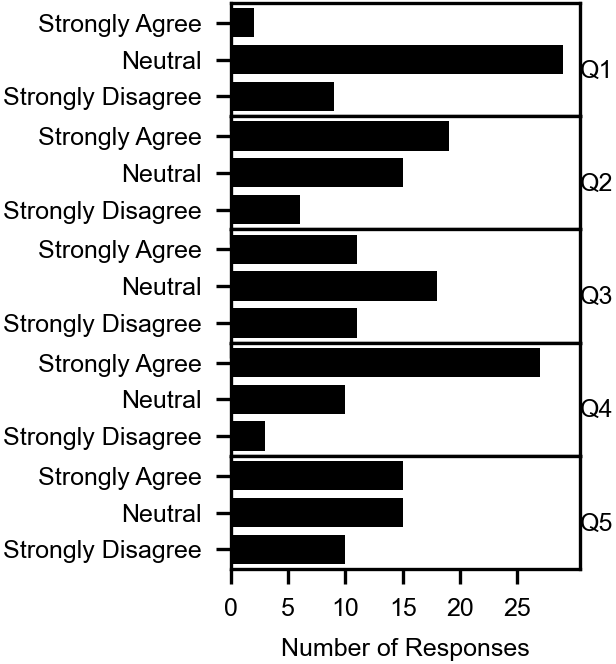 Strongly Agree
Neutral
Strongly Disagree
Q1
Strongly Agree
Neutral
Strongly Disagree
Q2
Strongly Agree
Neutral
Strongly Disagree
Q3
Strongly Agree
Neutral
Strongly Disagree
Q4
Strongly Agree
Neutral
Strongly Disagree
Q5
0 5 10 15 20 25
Number of Responses